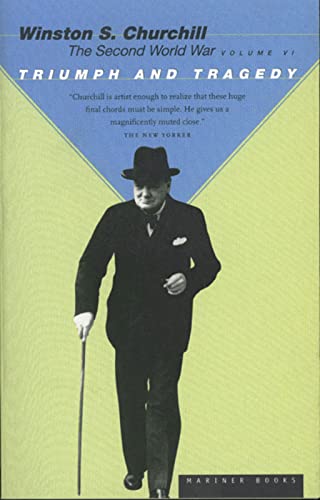 Winston S. Churchill
The Second World War VOLUME VI
TRIUMPH AND TRAGEDY
"Churchill is artist enough to realize that these huge
final chords must be simple. He gives us a
magnificently muted close."
THE NEW YORKER
MARINER BOOKS